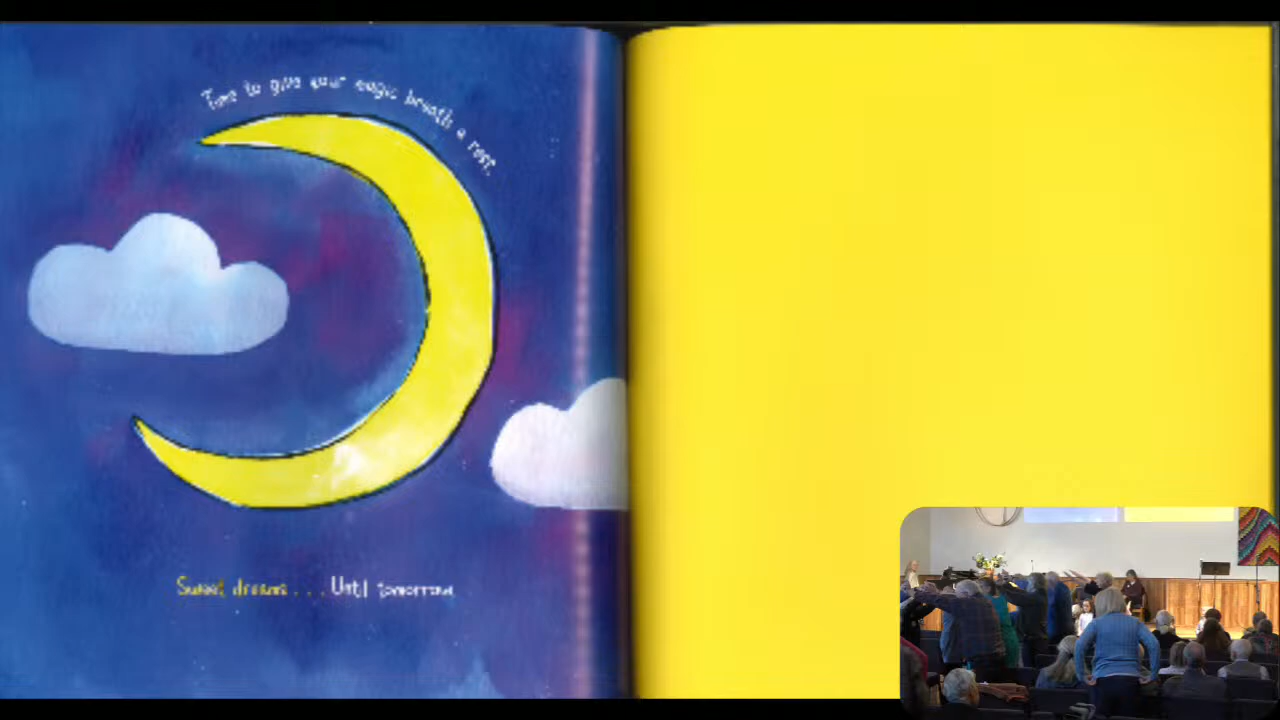 Time to give your magic breath a rest.
Sweet dreams . . . Until tomorrow